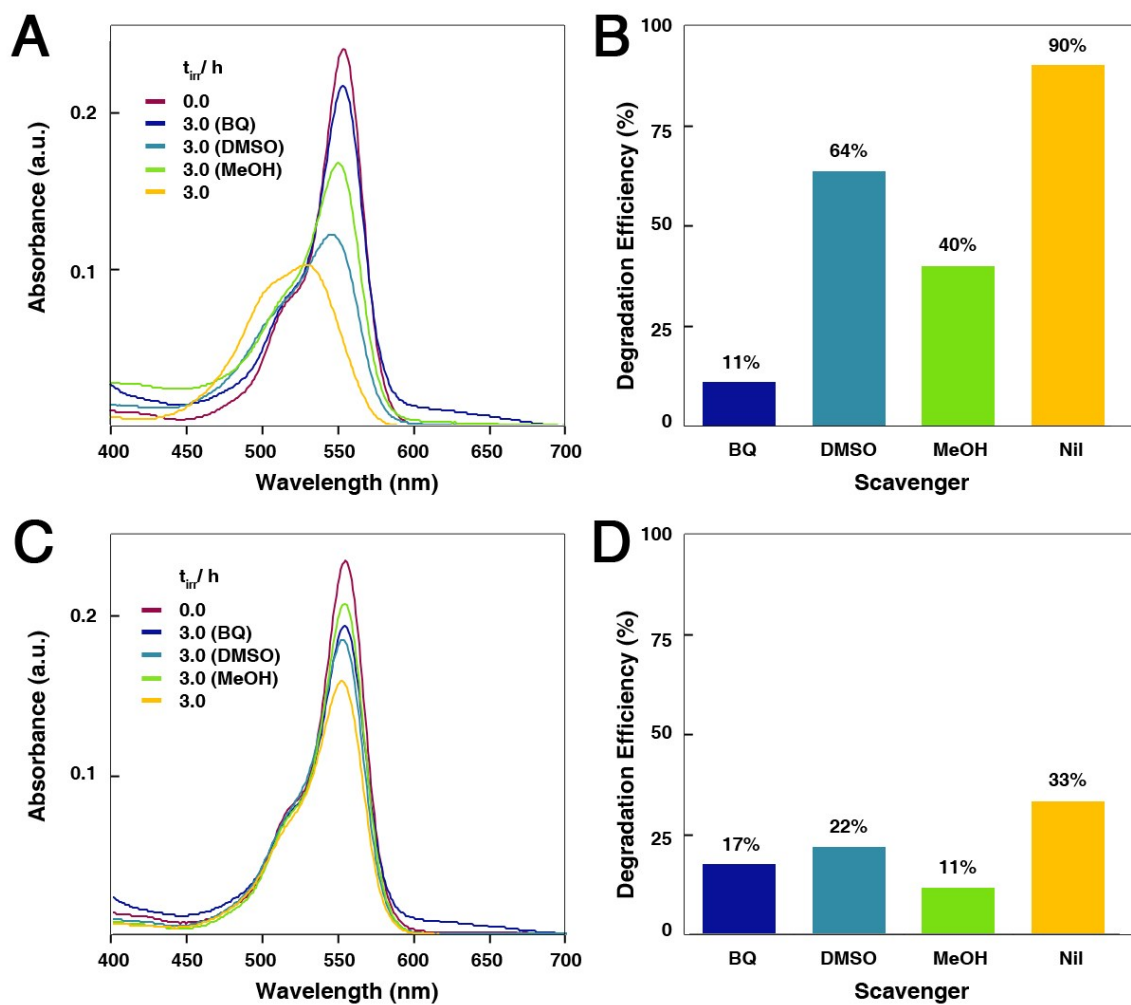 A
t_irr/ h
0.0
3.0 (BQ)
3.0 (DMSO)
3.0 (MeOH)
3.0
0.2
0.1
Absorbance (a.u.)
400 450 500 550 600 650 700
Wavelength (nm)
B
100
75
50
25
0
Degradation Efficiency (%)
11%
64%
40%
90%
BQ DMSO MeOH Nil
Scavenger
C
t_irr/ h
0.0
3.0 (BQ)
3.0 (DMSO)
3.0 (MeOH)
3.0
0.2
0.1
Absorbance (a.u.)
400 450 500 550 600 650 700
Wavelength (nm)
D
100
75
50
25
0
Degradation Efficiency (%)
17%
22%
11%
33%
BQ DMSO MeOH Nil
Scavenger